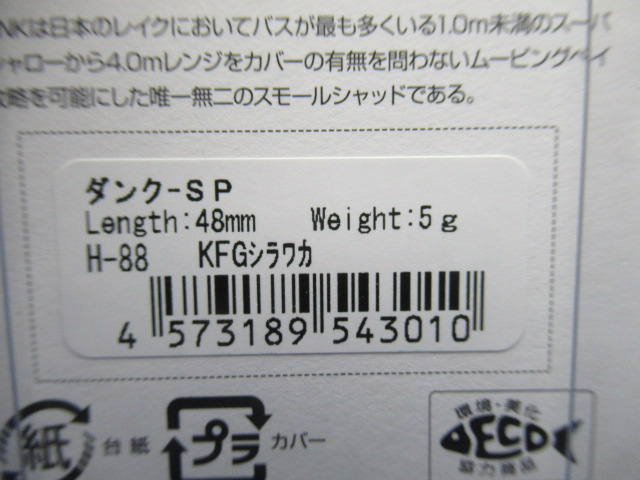 NKは日本のレイクにおいてバスが最も多くいる1.0m未満のスーパ
シャローから4.0mレンジをカバーの有無を問わないムービングベイ
攻略を可能にした唯一無二のスモールシャッドである。
ダンク-SP
Length:48mm Weight:5g
H-88 KFGシラワカ
4 573189 543010
紙 台紙 プラ カバー
環境・美化
ECO
協力商品